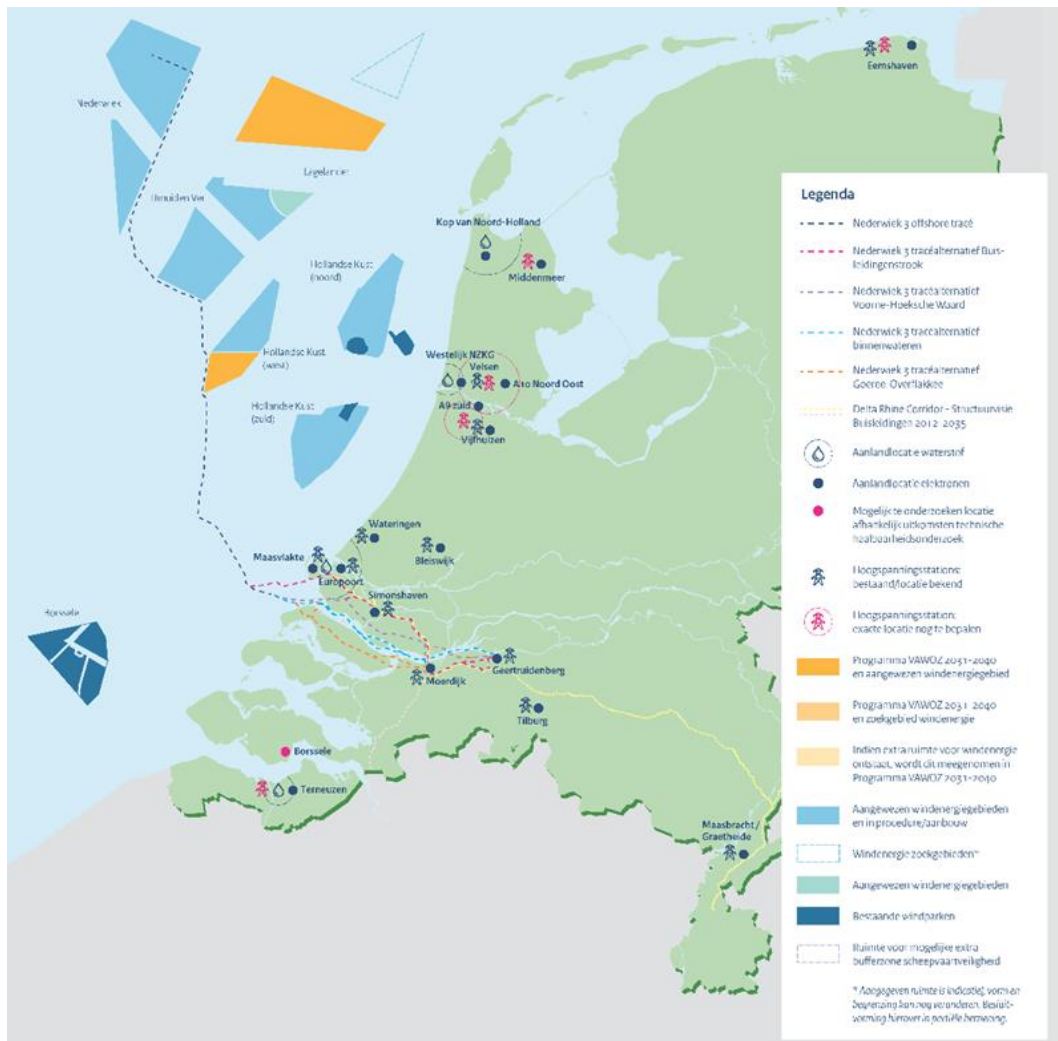 Eemshaven
Nederwiek
Lagelander
IJmuiden Ver
Kop van Noord-Holland
Middenmeer
Hollandse Kust
(noord)
Hollandse Kust
(west)
Hollandse Kust
(zuid)
Westelijk NZKG
Velsen
A10 Noord Oost
A9 zuid
Vijfhuizen
Wateringen
Bleiswijk
Maasvlakte
Europoort
Simonshaven
Borssele
Geertruidenberg
Moerdijk
Tilburg
Borssele
Terneuzen
Maasbracht/
Graetheide
Legenda
Nederwiek 3 offshore tracé
Nederwiek 3 tracéalternatief Buis-
leidingenstrook
Nederwiek 3 tracéalternatief
Voorne-Hoeksche Waard
Nederwiek 3 tracéalternatief
binnenwateren
Nederwiek 3 tracéalternatief
Goeree-Overflakkee
Delta Rhine Corridor - Structuurvisie
Buisleidingen 2012-2035
Aanlandlocatie waterstof
Aanlandlocatie elektronen
Mogelijk te onderzoeken locatie
afhankelijk uitkomsten technische
haalbaarheidsonderzoek
Hoogspanningsstations:
bestaand/locatie bekend
Hoogspanningsstation:
exacte locatie nog te bepalen
Programma VAWOZ 2031-2040
en aangewezen windenergiegebied
Programma VAWOZ 2031-2040
en zoekgebied windenergie
Indien extra ruimte voor windenergie
ontstaat, wordt dit meegenomen in
Programma VAWOZ 2031-2040
Aangewezen windenergiegebieden
en in procedure/aanbouw
Windenergie zoekgebieden*
Aangewezen windenergiegebieden
Bestaande windparken
Ruimte voor mogelijke extra
bufferzone scheepvaartveiligheid
* Aangegeven ruimte is indicatief, vorm en
begrenzing kan nog veranderen. Besluit-
vorming hierover in partiële herziening.